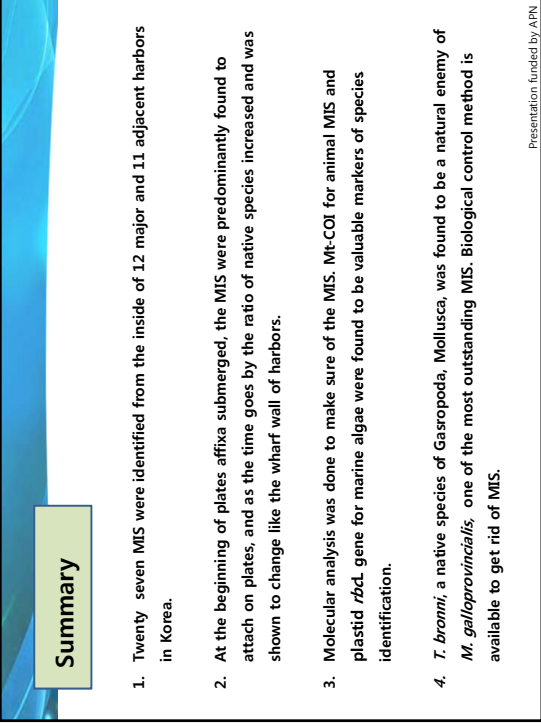 Summary
1. Twenty seven MIS were identified from the inside of 12 major and 11 adjacent harbors
in Korea.
2. At the beginning of plates affixa submerged, the MIS were predominantly found to
attach on plates, and as the time goes by the ratio of native species increased and was
shown to change like the wharf wall of harbors.
3. Molecular analysis was done to make sure of the MIS. Mt-COI for animal MIS and
plastid rbcL gene for marine algae were found to be valuable markers of species
identification.
4. T. bronni, a native species of Gasropoda, Mollusca, was found to be a natural enemy of
M. galloprovincialis, one of the most outstanding MIS. Biological control method is
available to get rid of MIS.
Presentation funded by APN